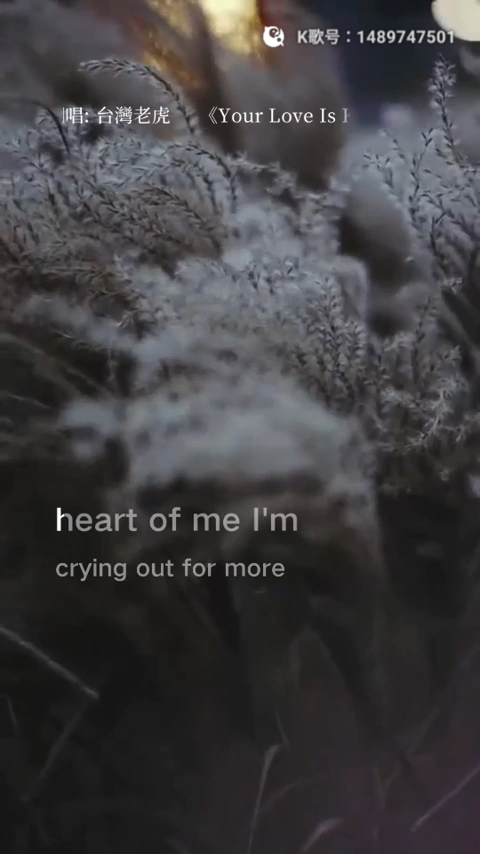 K歌号：1489747501
唱: 台灣老虎 《Your Love Is
heart of me I'm
crying out for more